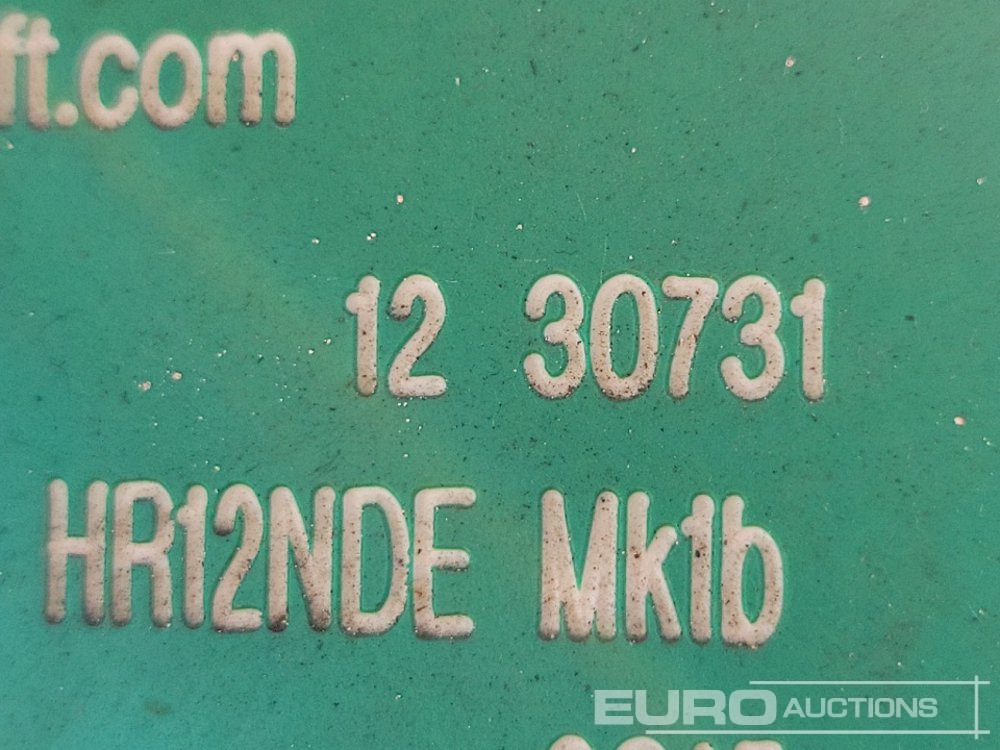 ft.com
12 30731
HR12NDE Mk1b
EURO AUCTIONS